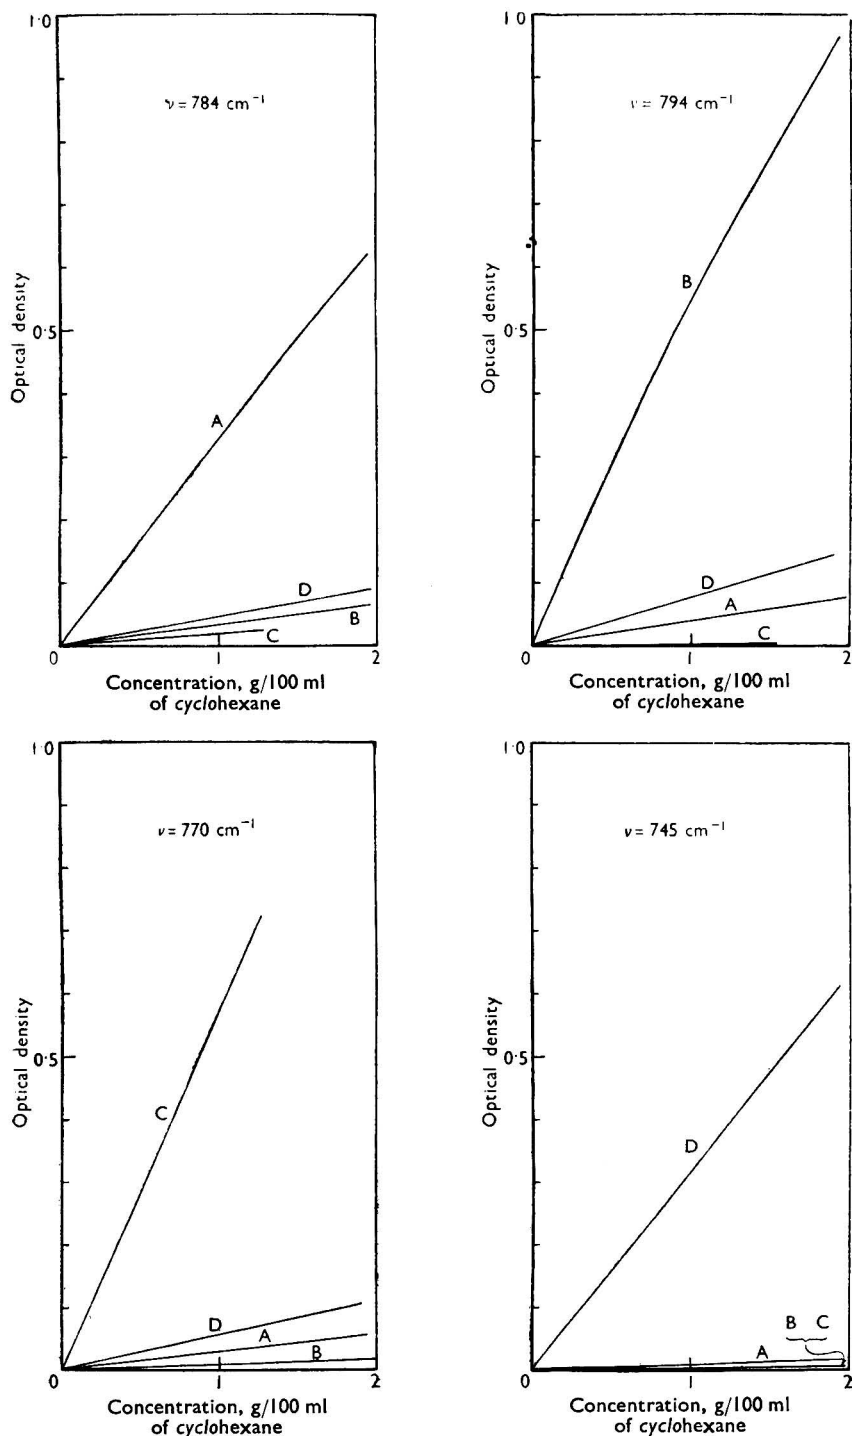 1·0
ν = 784 cm⁻¹
Optical density
0·5
A
D
B
C
0
1
2
Concentration, g/100 ml
of cyclohexane
1·0
ν = 794 cm⁻¹
Optical density
0·5
B
D
A
C
0
1
2
Concentration, g/100 ml
of cyclohexane
1·0
ν = 770 cm⁻¹
Optical density
0·5
C
D
A
B
0
1
2
Concentration, g/100 ml
of cyclohexane
1·0
ν = 745 cm⁻¹
Optical density
0·5
D
B C
A
0
1
2
Concentration, g/100 ml
of cyclohexane